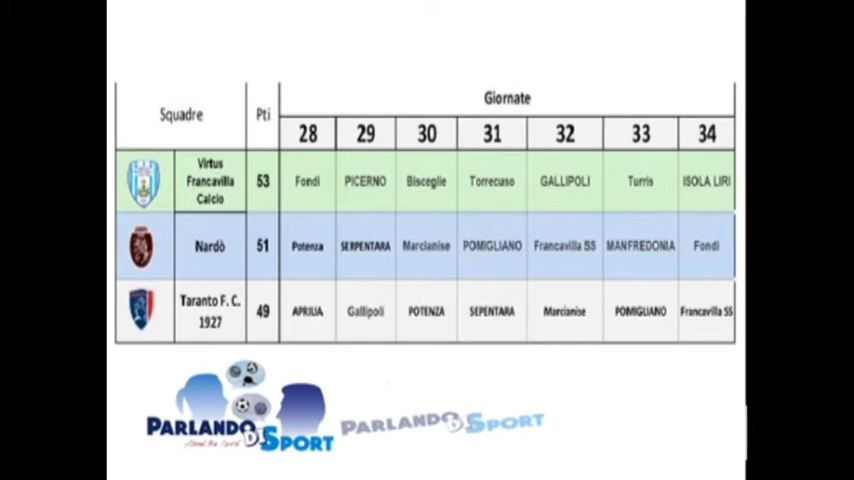 Squadre Pti Giornate
28 29 30 31 32 33 34
Virtus Francavilla Calcio 53 Fondi PICERNO Bisceglie Torrecuso GALLIPOLI Turris ISOLA LIRI
Nardò 51 Potenza SERPENTARA Marcianise POMIGLIANO Francavilla SS MANFREDONIA Fondi
Taranto F. C. 1927 49 APRILIA Gallipoli POTENZA SEPENTARA Marcianise POMIGLIANO Francavilla SS
PARLANDO DI SPORT
PARLANDO DI SPORT